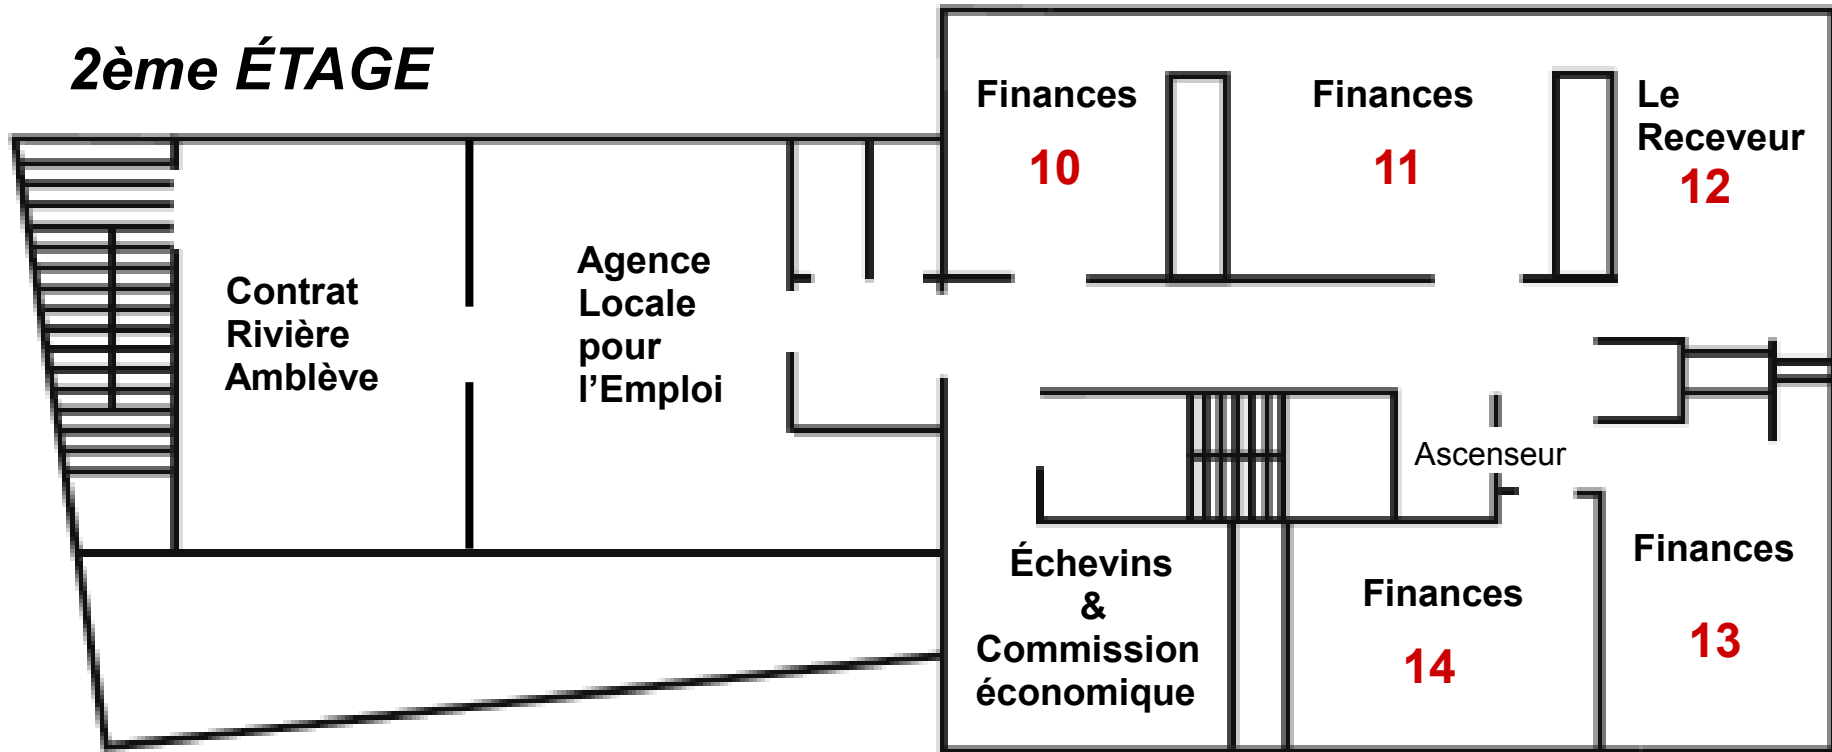 2ème ÉTAGE
Finances
10
Finances
11
Le
Receveur
12
Contrat
Rivière
Amblève
Agence
Locale
pour
l’Emploi
Ascenseur
Échevins
&
Commission
économique
Finances
14
Finances
13